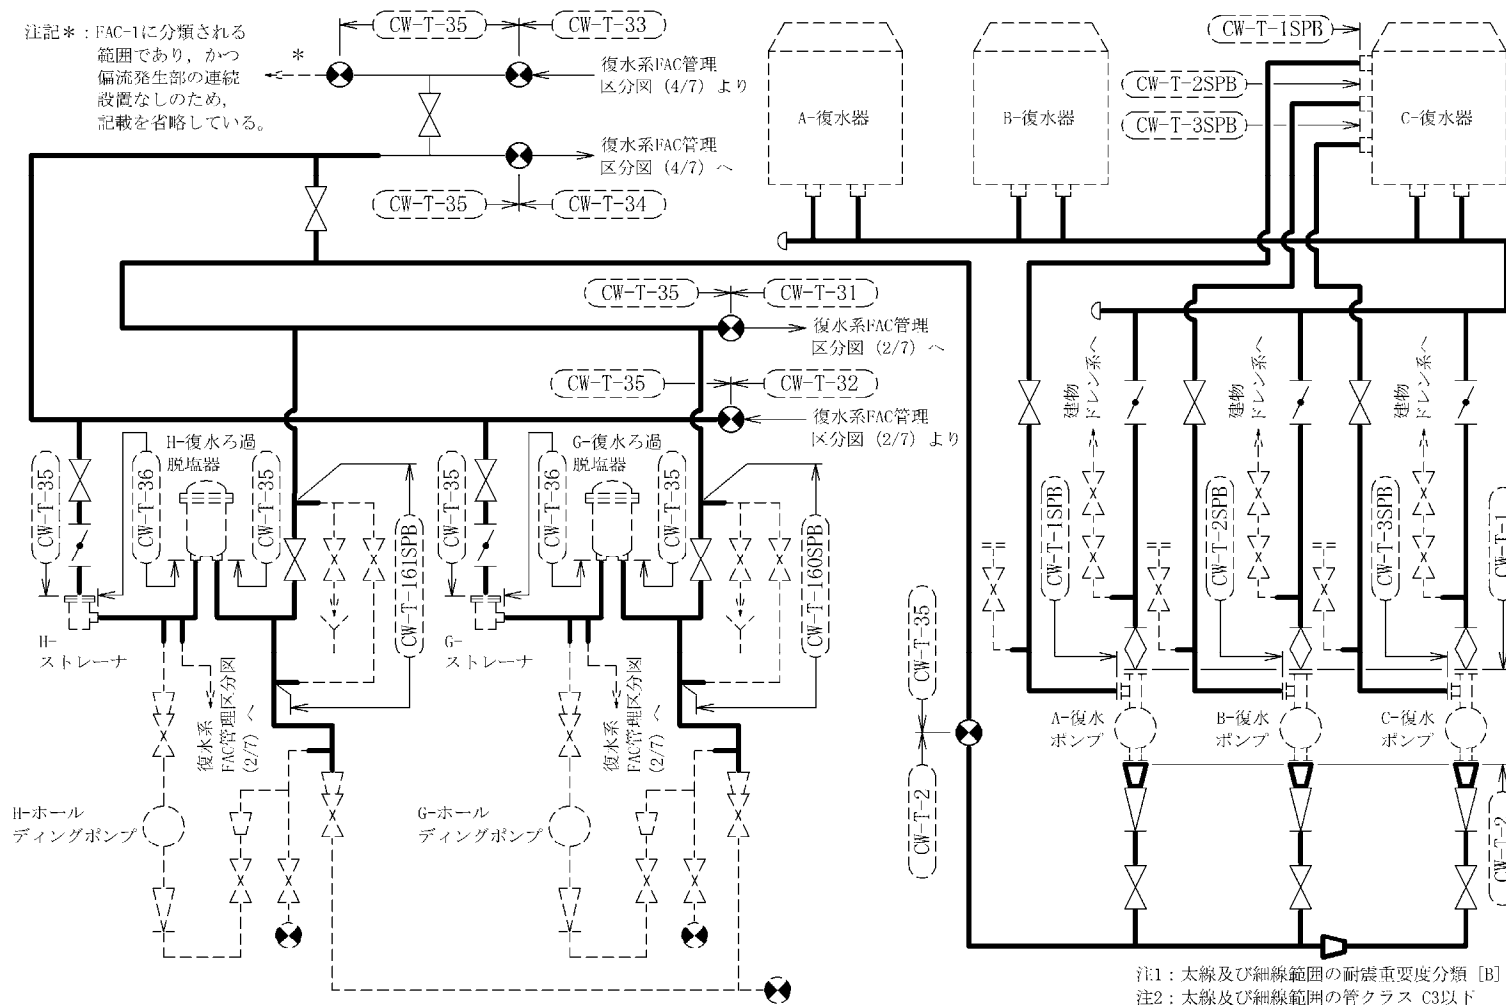 注記＊：FAC-1に分類される
範囲であり，かつ
偏流発生部の連続
設置なしのため，
記載を省略している。
＊
CW-T-35
CW-T-33
復水系FAC管理
区分図（4/7）より
復水系FAC管理
区分図（4/7）へ
CW-T-35
CW-T-34
A-復水器
B-復水器
C-復水器
CW-T-1SPB
CW-T-2SPB
CW-T-3SPB
CW-T-35
CW-T-31
復水系FAC管理
区分図（2/7）へ
CW-T-35
CW-T-32
復水系FAC管理
区分図（2/7）より
建物
ドレン系へ
建物
ドレン系へ
建物
ドレン系へ
H-復水ろ過
脱塩器
CW-T-35
CW-T-36
CW-T-35
CW-T-161SPB
G-復水ろ過
脱塩器
CW-T-35
CW-T-36
CW-T-35
CW-T-160SPB
CW-T-1SPB
CW-T-2SPB
CW-T-3SPB
CW-T-1
H-
ストレーナ
G-
ストレーナ
復水系
FAC管理区分図
（2/7）へ
復水系
FAC管理区分図
（2/7）へ
CW-T-35
CW-T-2
A-復水
ポンプ
B-復水
ポンプ
C-復水
ポンプ
CW-T-2
H-ホール
ディングポンプ
G-ホール
ディングポンプ
注1：太線及び細線範囲の耐震重要度分類［B］
注2：太線及び細線範囲の管クラス C3以下